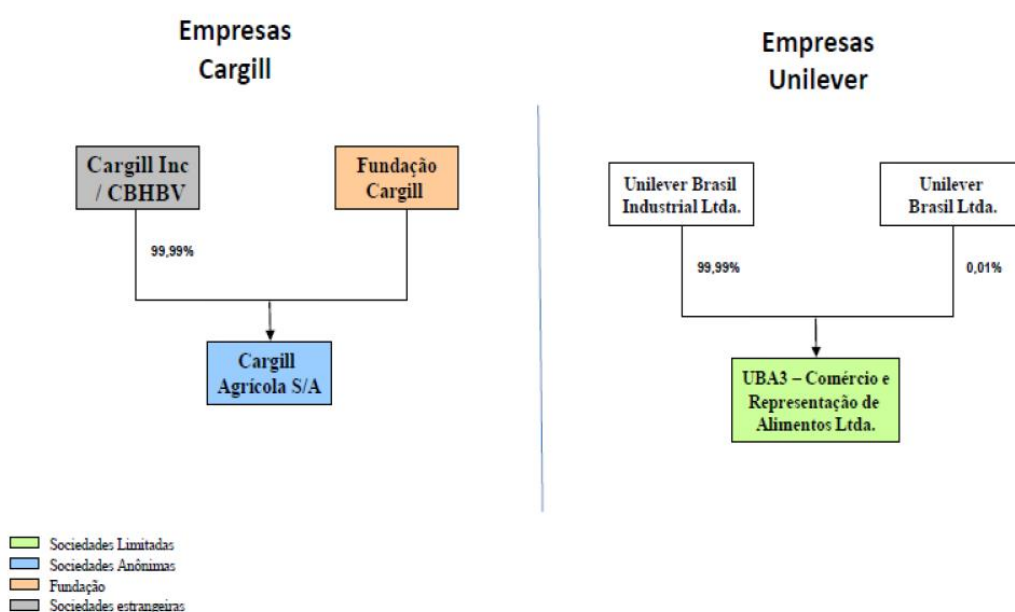 Empresas
Cargill
Cargill Inc
/ CBHBV
Fundação
Cargill
99,99%
Cargill
Agrícola S/A
Empresas
Unilever
Unilever Brasil
Industrial Ltda.
Unilever
Brasil Ltda.
99,99%
0,01%
UBA3 – Comércio e
Representação de
Alimentos Ltda.
Sociedades Limitadas
Sociedades Anônimas
Fundação
Sociedades estrangeiras